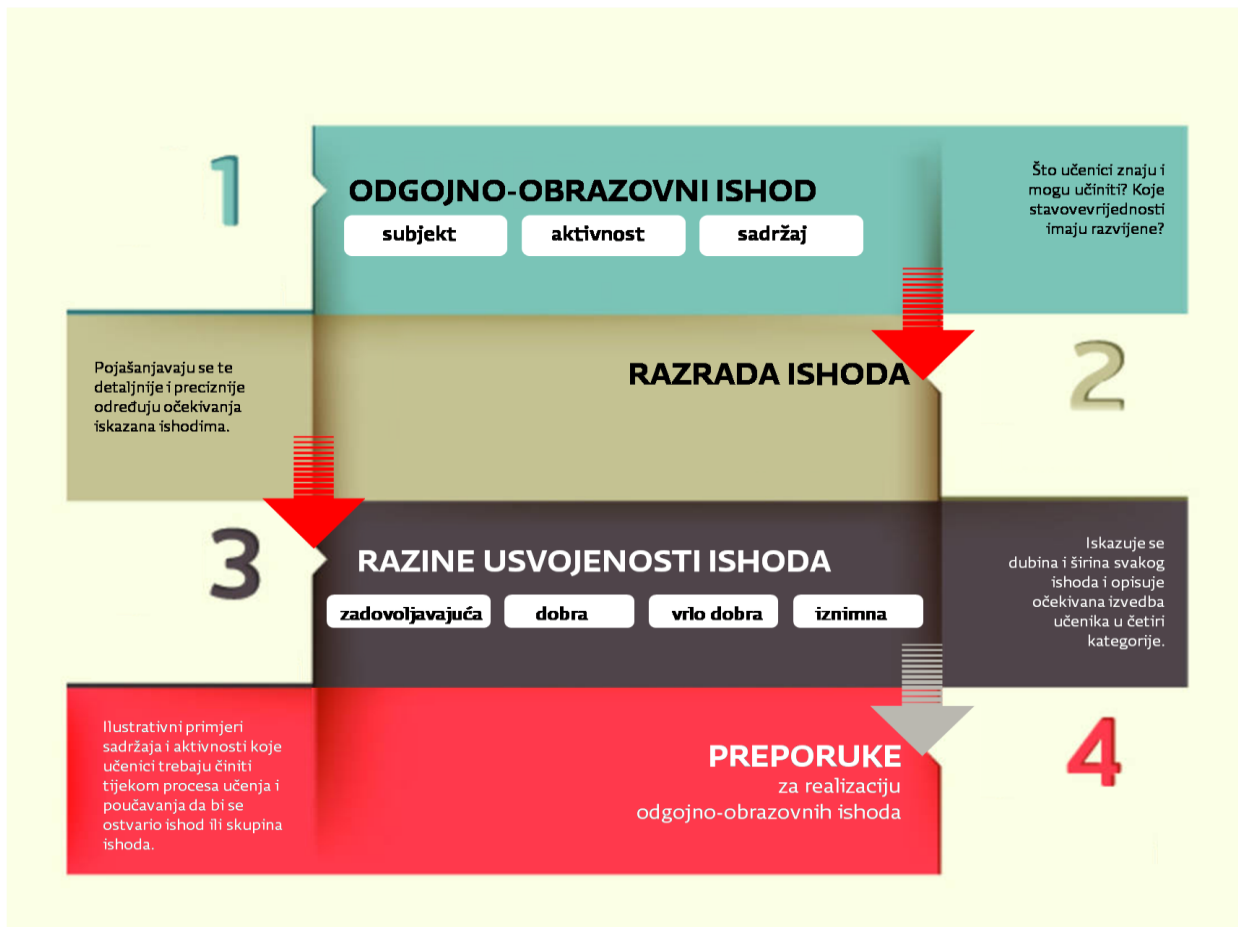 1
ODGOJNO-OBRAZOVNI ISHOD
subjekt aktivnost sadržaj
Što učenici znaju i
mogu učiniti? Koje
stavovevrijednosti
imaju razvijene?
Pojašanjavaju se te
detaljnije i preciznije
određuju očekivanja
iskazana ishodima.
RAZRADA ISHODA
2
3
RAZINE USVOJENOSTI ISHODA
zadovoljavajuća dobra vrlo dobra iznimna
Iskazuje se
dubina i širina svakog
ishoda i opisuje
očekivana izvedba
učenika u četiri
kategorije.
Ilustrativni primjeri
sadržaja i aktivnosti koje
učenici trebaju činiti
tijekom procesa učenja i
poučavanja da bi se
ostvario ishod ili skupina
ishoda.
PREPORUKE
za realizaciju
odgojno-obrazovnih ishoda
4